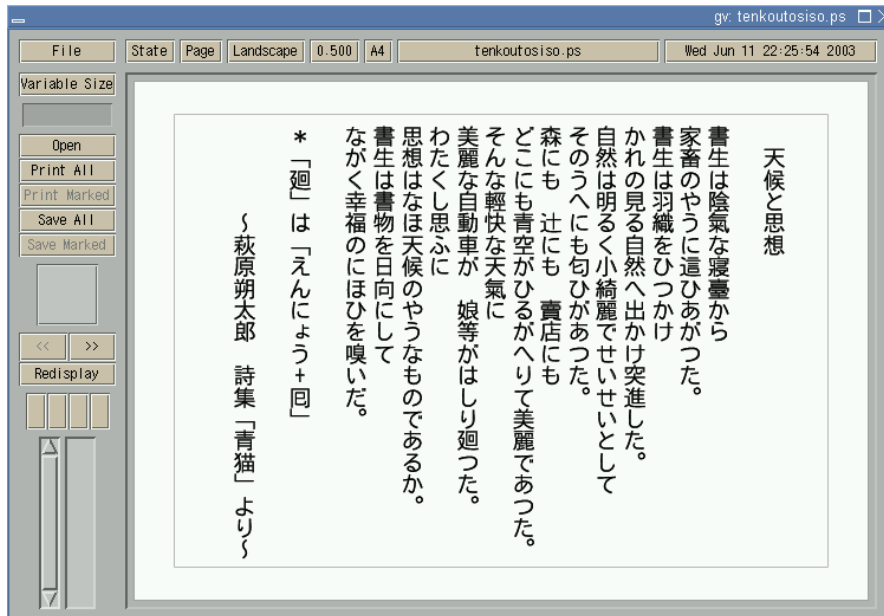 gv: tenkoutosiso.ps
File
State
Page
Landscape
0.500
A4
tenkoutosiso.ps
Wed Jun 11 22:25:54 2003
Variable Size
Open
Print All
Print Marked
Save All
Save Marked
<<
>>
Redisplay
天候と思想
書生は陰氣な寢臺から
家畜のやうに這ひあがつた。
書生は羽織をひつかけ
かれの見る自然へ出かけ突進した。
自然は明るく小綺麗でせいせいとして
そのうへにも匂ひがあつた。
森にも　辻にも　賣店にも
どこにも青空がひるがへりて美麗であつた。
そんな輕快な天氣に
美麗な自動車が　娘等がはしり廻つた。
わたくし思ふに
思想はなほ天候のやうなものであるか。
書生は書物を日向にして
ながく幸福のにほひを嗅いだ。
＊「廻」は「えんにょう+囘」
～萩原朔太郎　詩集「青猫」より～